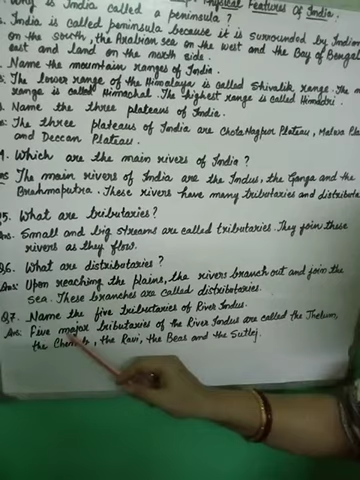 Physical Features of India.
Why is India called a peninsula?
India is called peninsula because it is surrounded by Indian
on the south, the Arabian sea on the west and the Bay of Bengal
east and land on the north side.
Name the mountain ranges of India.
The lower range of the Himalayas is called Shivalik range. The
range is called Himachal. The highest range is called Himadri.
Name the three plateaus of India.
The three plateaus of India are Chota Nagpur Plateau, Malwa
and Deccan Plateau.
4. Which are the main rivers of India?
The main rivers of India are the Indus, the Ganga and the
Brahmaputra. These rivers have many tributaries and
Q5. What are tributaries?
Ans. Small and big streams are called tributaries. They join these
rivers as they flow.
Q6. What are distributaries?
Ans: Upon reaching the plains, the rivers branch out and join the
sea. These branches are called distributaries.
Q7. Name the five tributaries of River Indus.
Ans: Five major tributaries of the River Indus are called the Jhelum,
the Chenab, the Ravi, the Beas and the Sutlej.